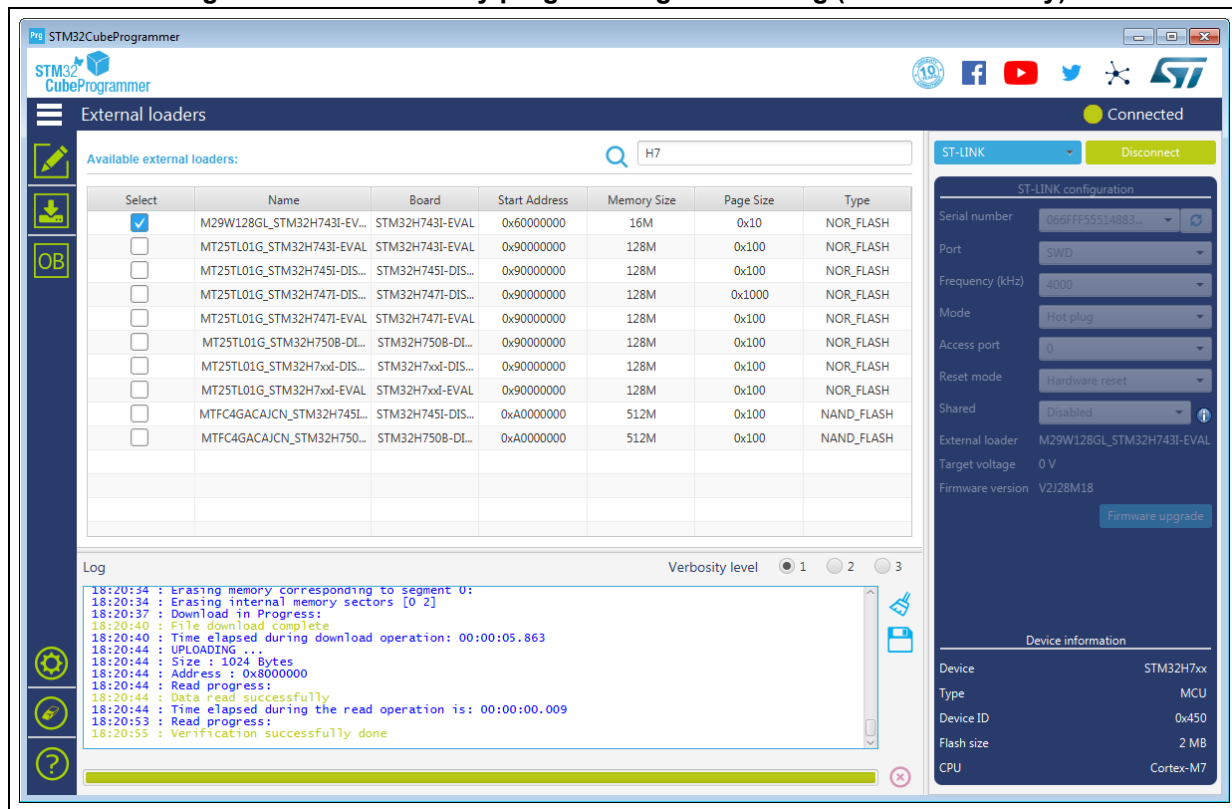 STM32CubeProgrammer
STM32
CubeProgrammer
External loaders
Connected
Available external loaders:
H7
ST-LINK
Disconnect
Select Name Board Start Address Memory Size Page Size Type
M29W128GL_STM32H743I-EV... STM32H743I-EVAL 0x60000000 16M 0x10 NOR_FLASH
MT25TL01G_STM32H743I-EVAL STM32H743I-EVAL 0x90000000 128M 0x100 NOR_FLASH
MT25TL01G_STM32H745I-DIS... STM32H745I-DIS... 0x90000000 128M 0x100 NOR_FLASH
MT25TL01G_STM32H747I-DIS... STM32H747I-DIS... 0x90000000 128M 0x1000 NOR_FLASH
MT25TL01G_STM32H747I-EVAL STM32H747I-EVAL 0x90000000 128M 0x100 NOR_FLASH
MT25TL01G_STM32H750B-DI... STM32H750B-DI... 0x90000000 128M 0x100 NOR_FLASH
MT25TL01G_STM32H7xxI-DIS... STM32H7xxI-DIS... 0x90000000 128M 0x100 NOR_FLASH
MT25TL01G_STM32H7xxI-EVAL STM32H7xxI-EVAL 0x90000000 128M 0x100 NOR_FLASH
MTFC4GACAJCN_STM32H745I... STM32H745I-DIS... 0xA0000000 512M 0x100 NAND_FLASH
MTFC4GACAJCN_STM32H750... STM32H750B-DI... 0xA0000000 512M 0x100 NAND_FLASH
ST-LINK configuration
Serial number 066FFF55514883...
Port SWD
Frequency (kHz) 4000
Mode Hot plug
Access port 0
Reset mode Hardware reset
Shared Disabled
External loader M29W128GL_STM32H743I-EVAL
Target voltage 0 V
Firmware version V2J28M18
Firmware upgrade
OB
Log
Verbosity level 1 2 3
18:20:34 : Erasing memory corresponding to segment 0:
18:20:34 : Erasing internal memory sectors [0 2]
18:20:37 : Download in Progress:
18:20:40 : File download complete
18:20:40 : Time elapsed during download operation: 00:00:05.863
18:20:44 : UPLOADING ...
18:20:44 : Size : 1024 Bytes
18:20:44 : Address : 0x8000000
18:20:44 : Read progress:
18:20:44 : Data read successfully
18:20:44 : Time elapsed during the read operation is: 00:00:00.009
18:20:53 : Read progress:
18:20:55 : Verification successfully done
Device information
Device STM32H7xx
Type MCU
Device ID 0x450
Flash size 2 MB
CPU Cortex-M7